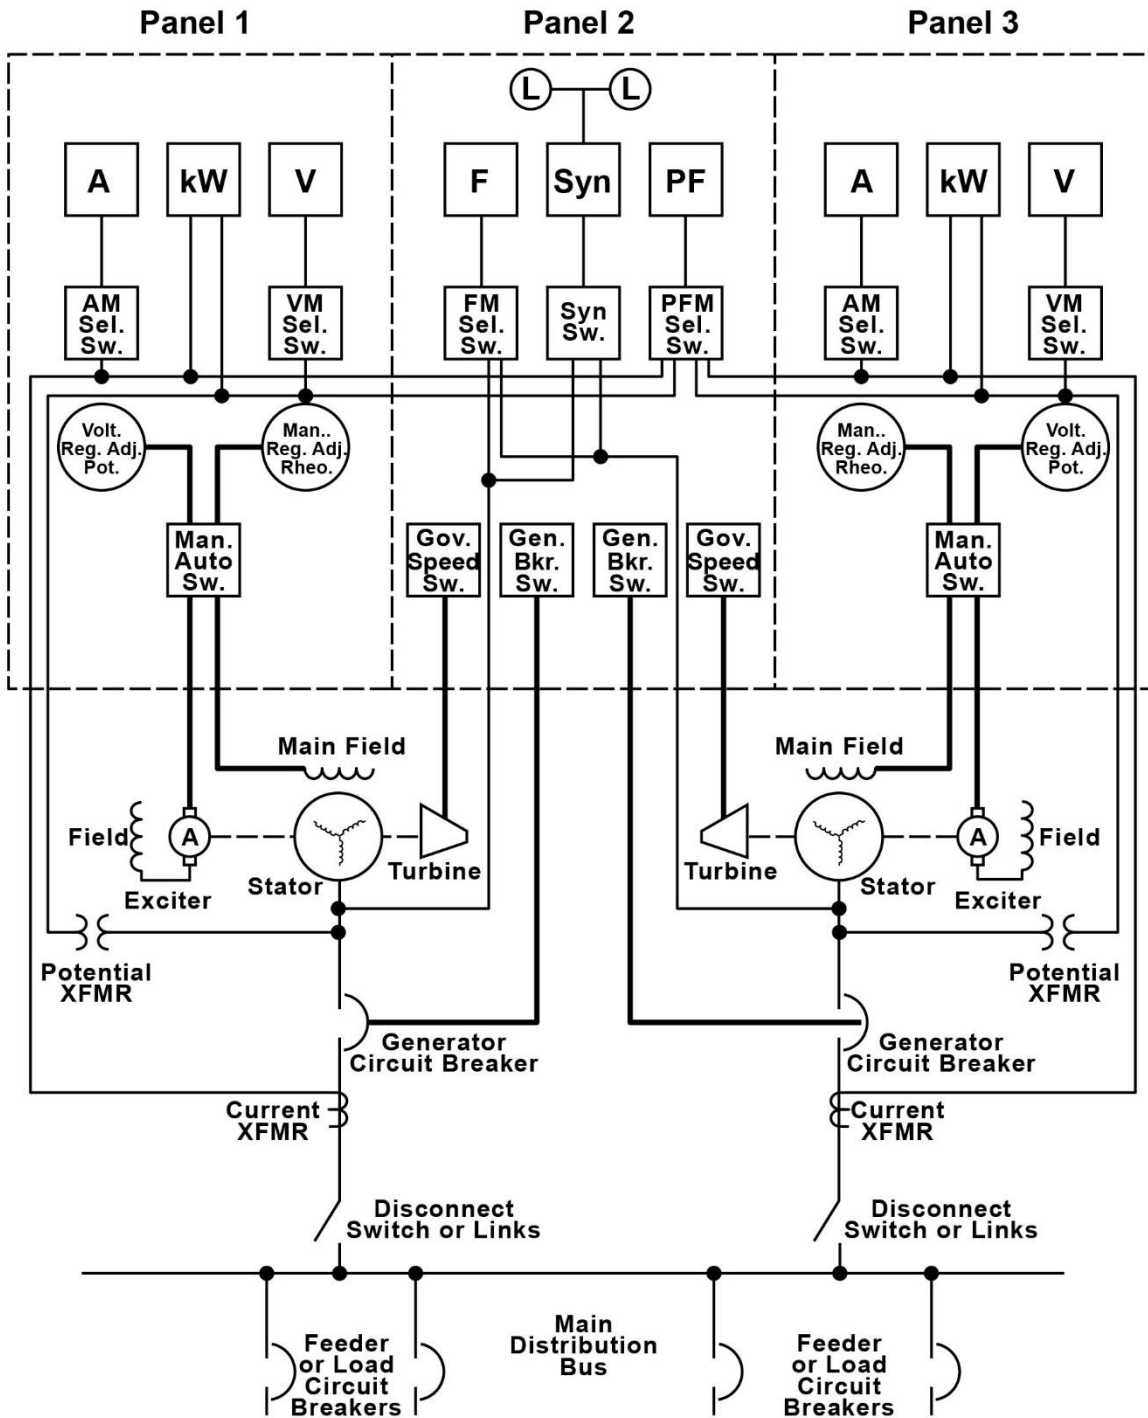 Panel 1
Panel 2
Panel 3
L
L
A
kW
V
F
Syn
PF
A
kW
V
AM
Sel.
Sw.
VM
Sel.
Sw.
FM
Sel.
Sw.
Syn
Sw.
PFM
Sel.
Sw.
AM
Sel.
Sw.
VM
Sel.
Sw.
Volt.
Reg. Adj.
Pot.
Man..
Reg. Adj.
Rheo.
Man..
Reg. Adj.
Rheo.
Volt.
Reg. Adj.
Pot.
Man.
Auto
Sw.
Gov.
Speed
Sw.
Gen.
Bkr.
Sw.
Gen.
Bkr.
Sw.
Gov.
Speed
Sw.
Man.
Auto
Sw.
Main Field
Main Field
Field
A
Exciter
Stator
Turbine
Turbine
Stator
A
Exciter
Field
Potential
XFMR
Potential
XFMR
Generator
Circuit Breaker
Generator
Circuit Breaker
Current
XFMR
Current
XFMR
Disconnect
Switch or Links
Disconnect
Switch or Links
Feeder
or Load
Circuit
Breakers
Main
Distribution
Bus
Feeder
or Load
Circuit
Breakers